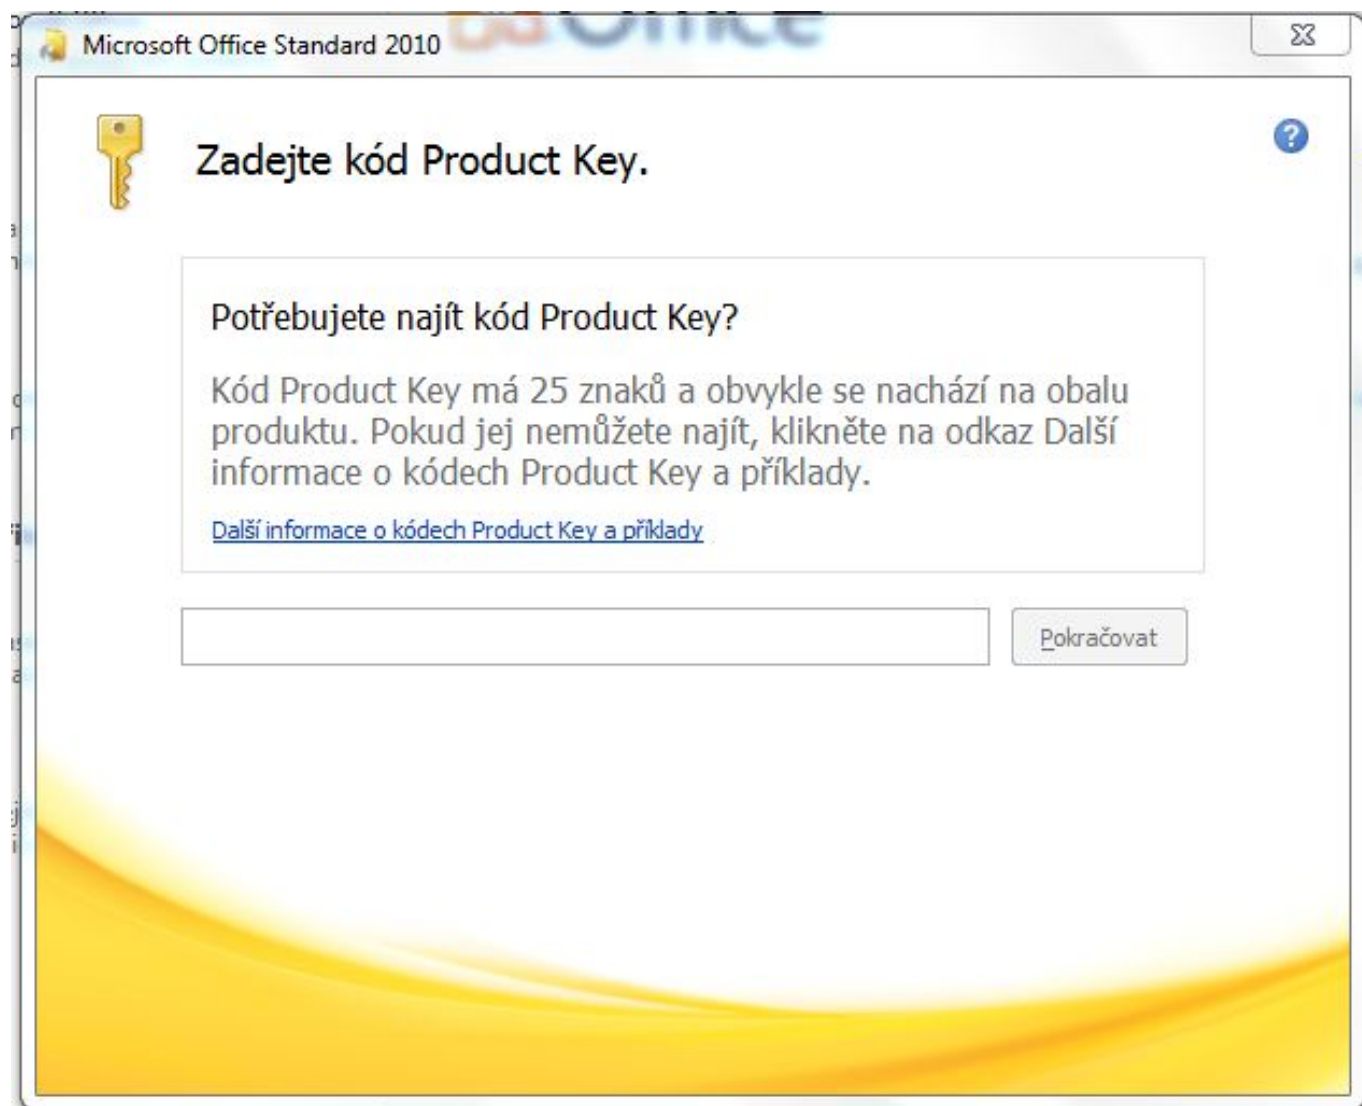 Microsoft Office Standard 2010
Zadejte kód Product Key.
Potřebujete najít kód Product Key?
Kód Product Key má 25 znaků a obvykle se nachází na obalu
produktu. Pokud jej nemůžete najít, klikněte na odkaz Další
informace o kódech Product Key a příklady.
Další informace o kódech Product Key a příklady
Pokračovat